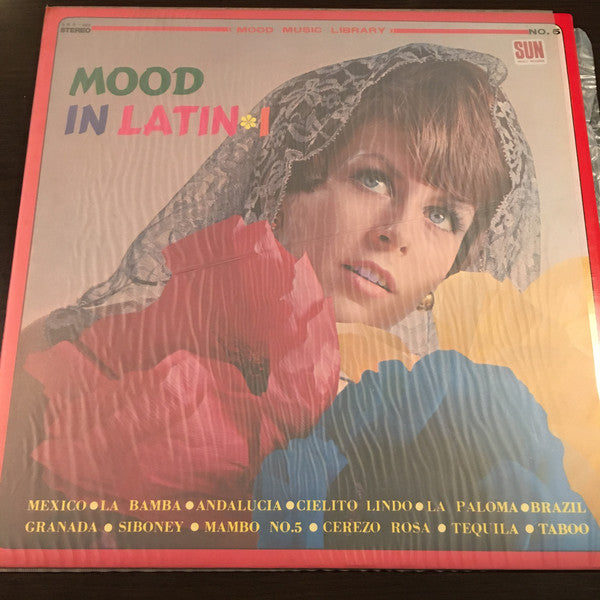 STEREO
MOOD MUSIC LIBRARY
NO. 5
SUN
MOOD
IN LATIN*1
MEXICO●LA BAMBA●ANDALUCIA●CIELITO LINDO●LA PALOMA●BRAZIL
GRANADA●SIBONEY●MAMBO NO.5●CEREZO ROSA●TEQUILA●TABOO